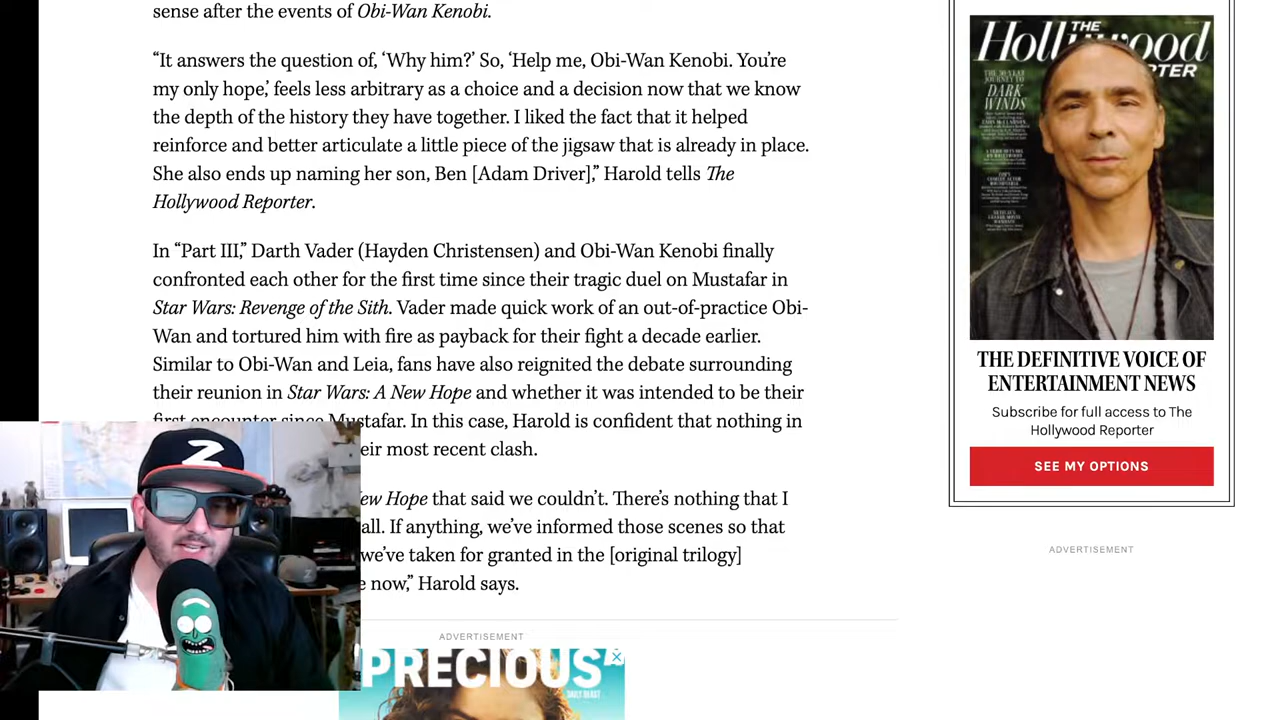 sense after the events of Obi-Wan Kenobi.
“It answers the question of, ‘Why him?’ So, ‘Help me, Obi-Wan Kenobi. You’re
my only hope,’ feels less arbitrary as a choice and a decision now that we know
the depth of the history they have together. I liked the fact that it helped
reinforce and better articulate a little piece of the jigsaw that is already in place.
She also ends up naming her son, Ben [Adam Driver],” Harold tells The
Hollywood Reporter.
In “Part III,” Darth Vader (Hayden Christensen) and Obi-Wan Kenobi finally
confronted each other for the first time since their tragic duel on Mustafar in
Star Wars: Revenge of the Sith. Vader made quick work of an out-of-practice Obi-
Wan and tortured him with fire as payback for their fight a decade earlier.
Similar to Obi-Wan and Leia, fans have also reignited the debate surrounding
their reunion in Star Wars: A New Hope and whether it was intended to be their
first encounter since Mustafar. In this case, Harold is confident that nothing in
their most recent clash.
New Hope that said we couldn’t. There’s nothing that I
all. If anything, we’ve informed those scenes so that
we’ve taken for granted in the [original trilogy]
now,” Harold says.
ADVERTISEMENT
PRECIOUS’
DAILY BEAST
Z
THE
Hollywood
REPORTER
DARK
WINDS
THE DEFINITIVE VOICE OF
ENTERTAINMENT NEWS
Subscribe for full access to The
Hollywood Reporter
SEE MY OPTIONS
ADVERTISEMENT